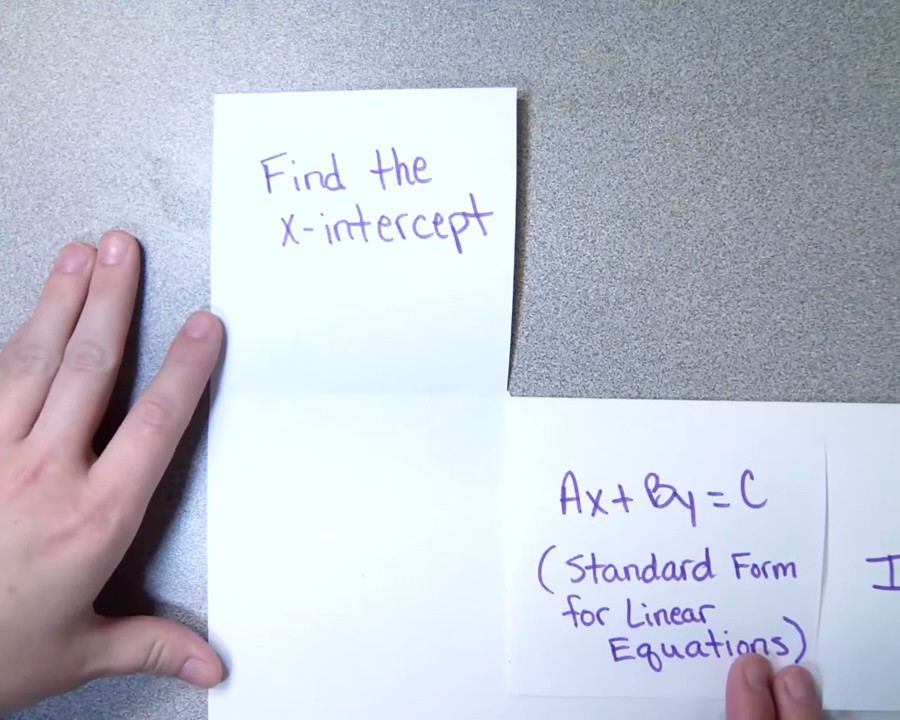 Find the
x-intercept
Ax + By = C
(Standard Form
for Linear
Equations)
I